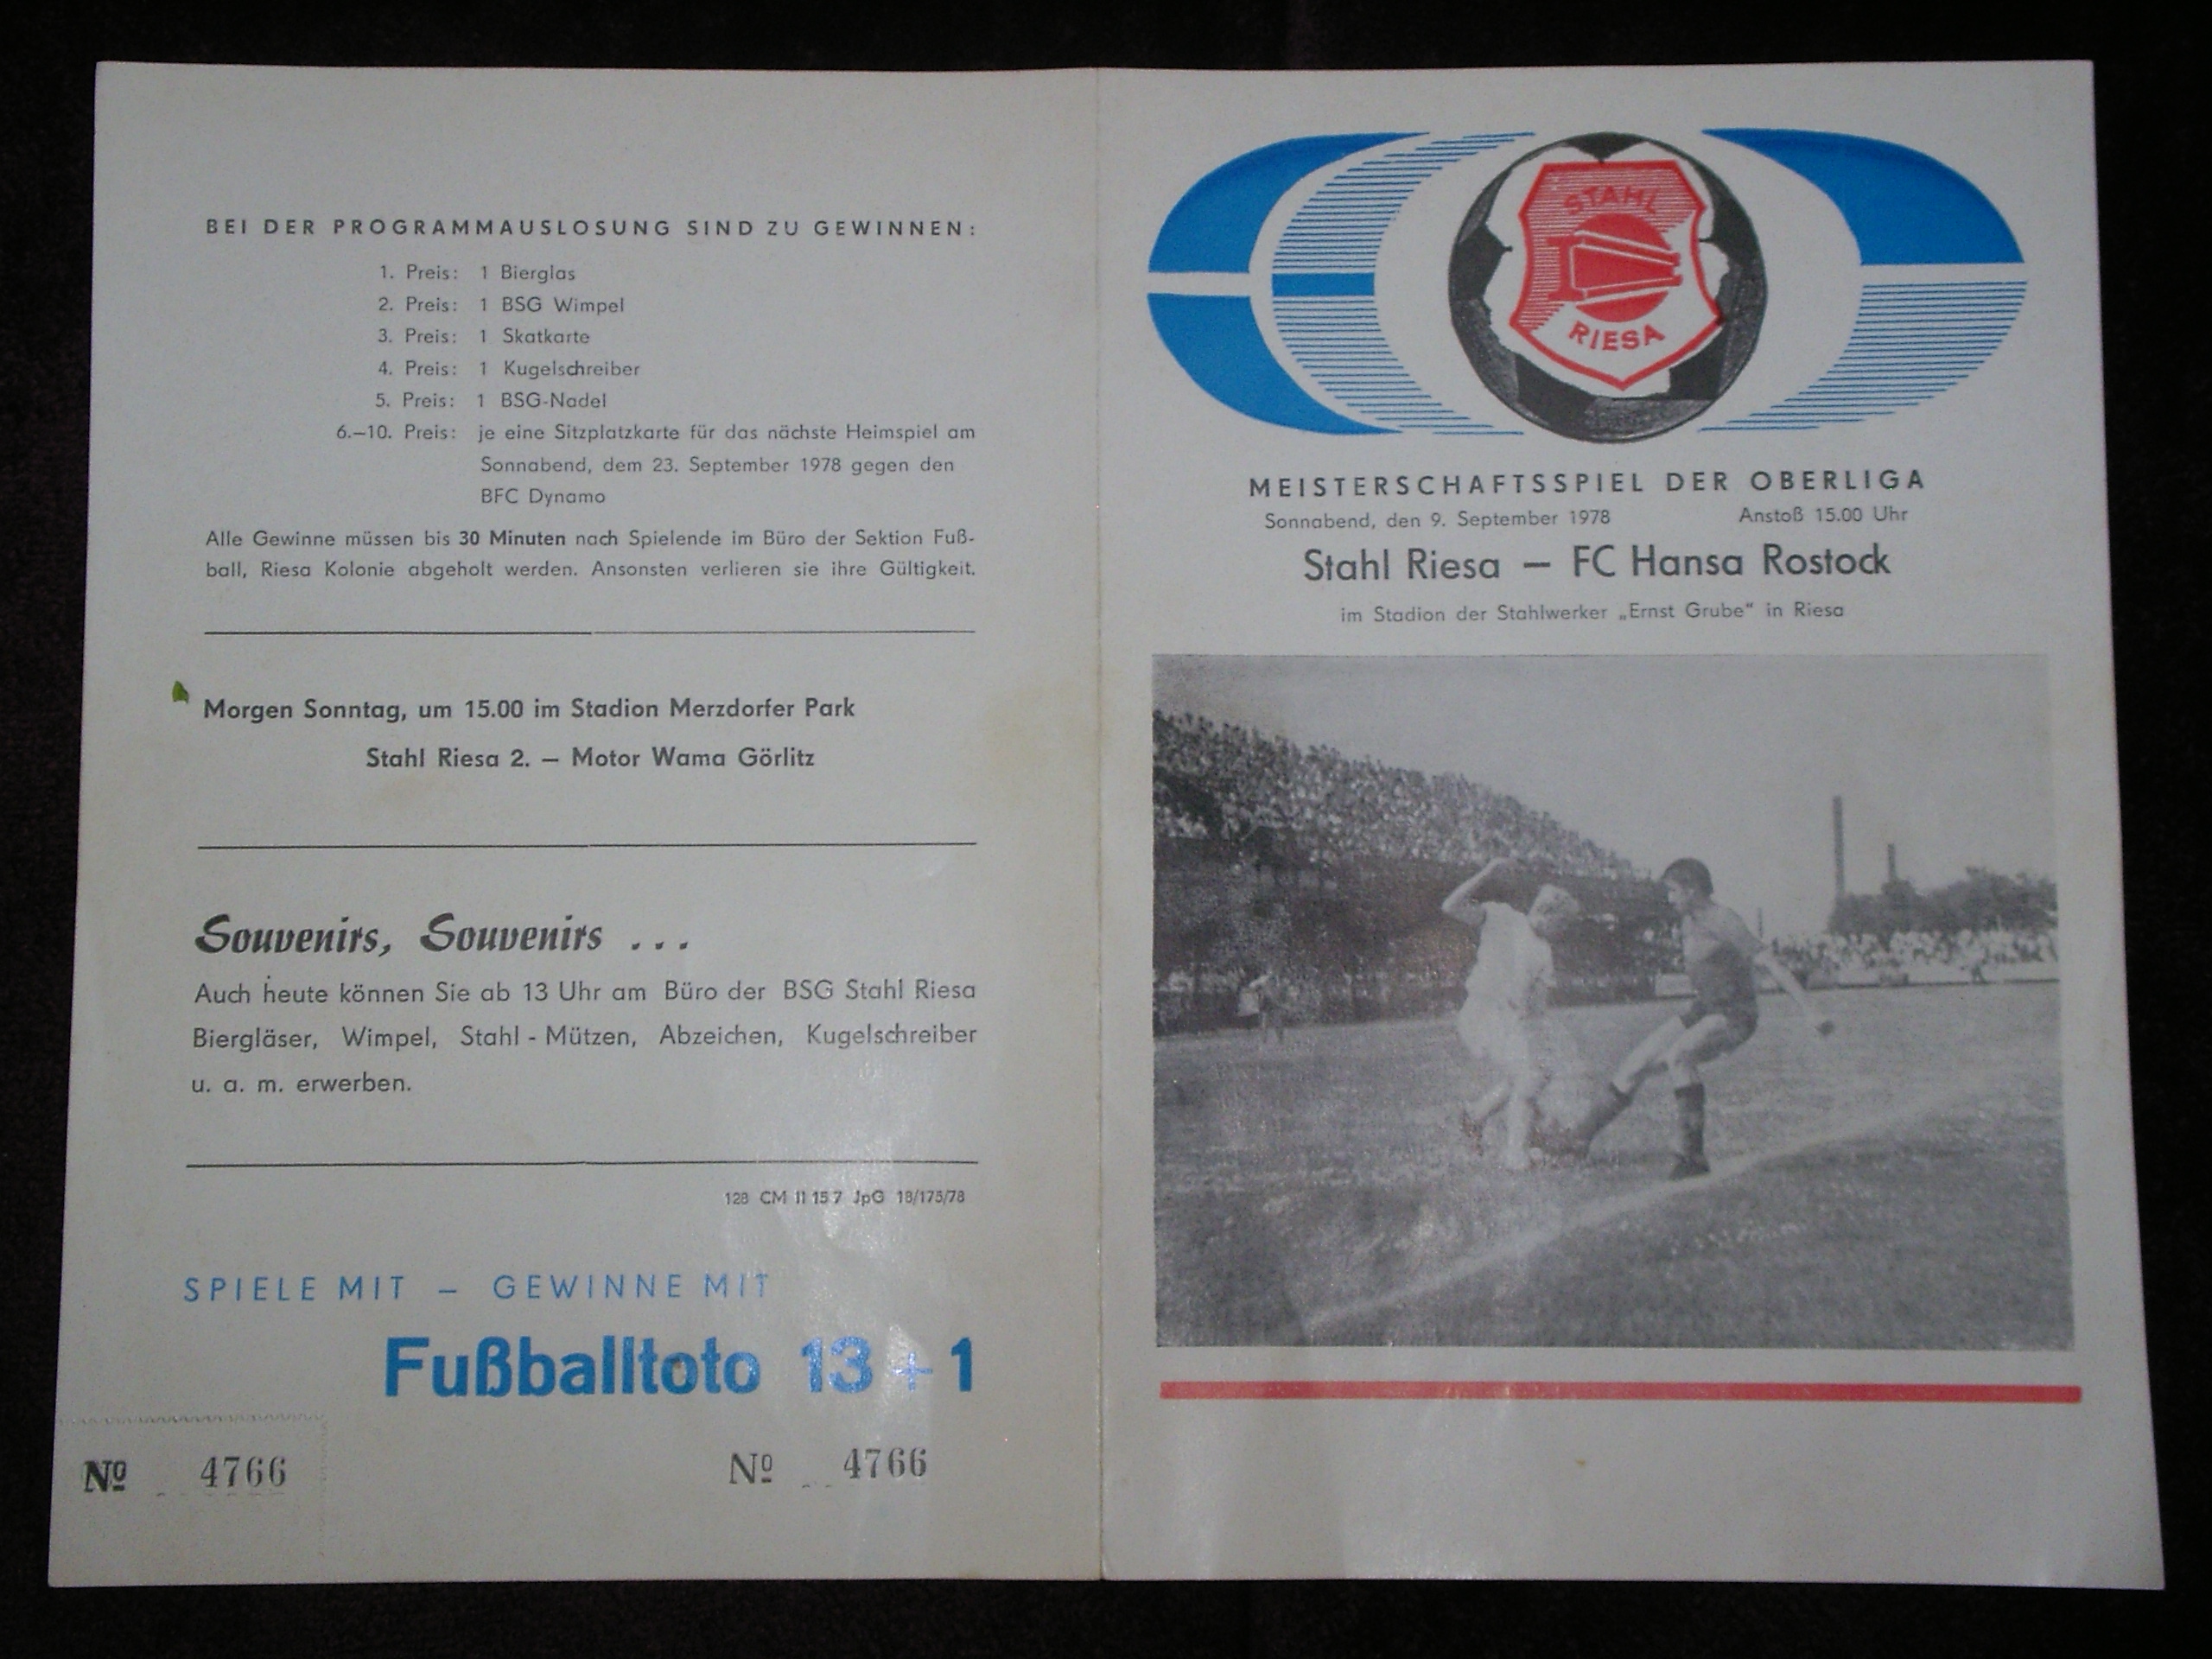 BEI DER PROGRAMMAUSLOSUNG SIND ZU GEWINNEN:
1. Preis: 1 Bierglas
2. Preis: 1 BSG Wimpel
3. Preis: 1 Skatkarte
4. Preis: 1 Kugelschreiber
5. Preis: 1 BSG-Nadel
6.–10. Preis: je eine Sitzplatzkarte für das nächste Heimspiel am
Sonnabend, dem 23. September 1978 gegen den
BFC Dynamo
Alle Gewinne müssen bis 30 Minuten nach Spielende im Büro der Sektion Fuß-
ball, Riesa Kolonie abgeholt werden. Ansonsten verlieren sie ihre Gültigkeit.
Morgen Sonntag, um 15.00 im Stadion Merzdorfer Park
Stahl Riesa 2. – Motor Wama Görlitz
Souvenirs, Souvenirs ...
Auch heute können Sie ab 13 Uhr am Büro der BSG Stahl Riesa
Biergläser, Wimpel, Stahl - Mützen, Abzeichen, Kugelschreiber
u. a. m. erwerben.
128 CM II 15 7 JpG 18/175/78
SPIELE MIT – GEWINNE MIT
Fußballtoto 13 + 1
Nº 4766
Nº 4766
STAHL
RIESA
MEISTERSCHAFTSSPIEL DER OBERLIGA
Sonnabend, den 9. September 1978 Anstoß 15.00 Uhr
Stahl Riesa – FC Hansa Rostock
im Stadion der Stahlwerker „Ernst Grube" in Riesa